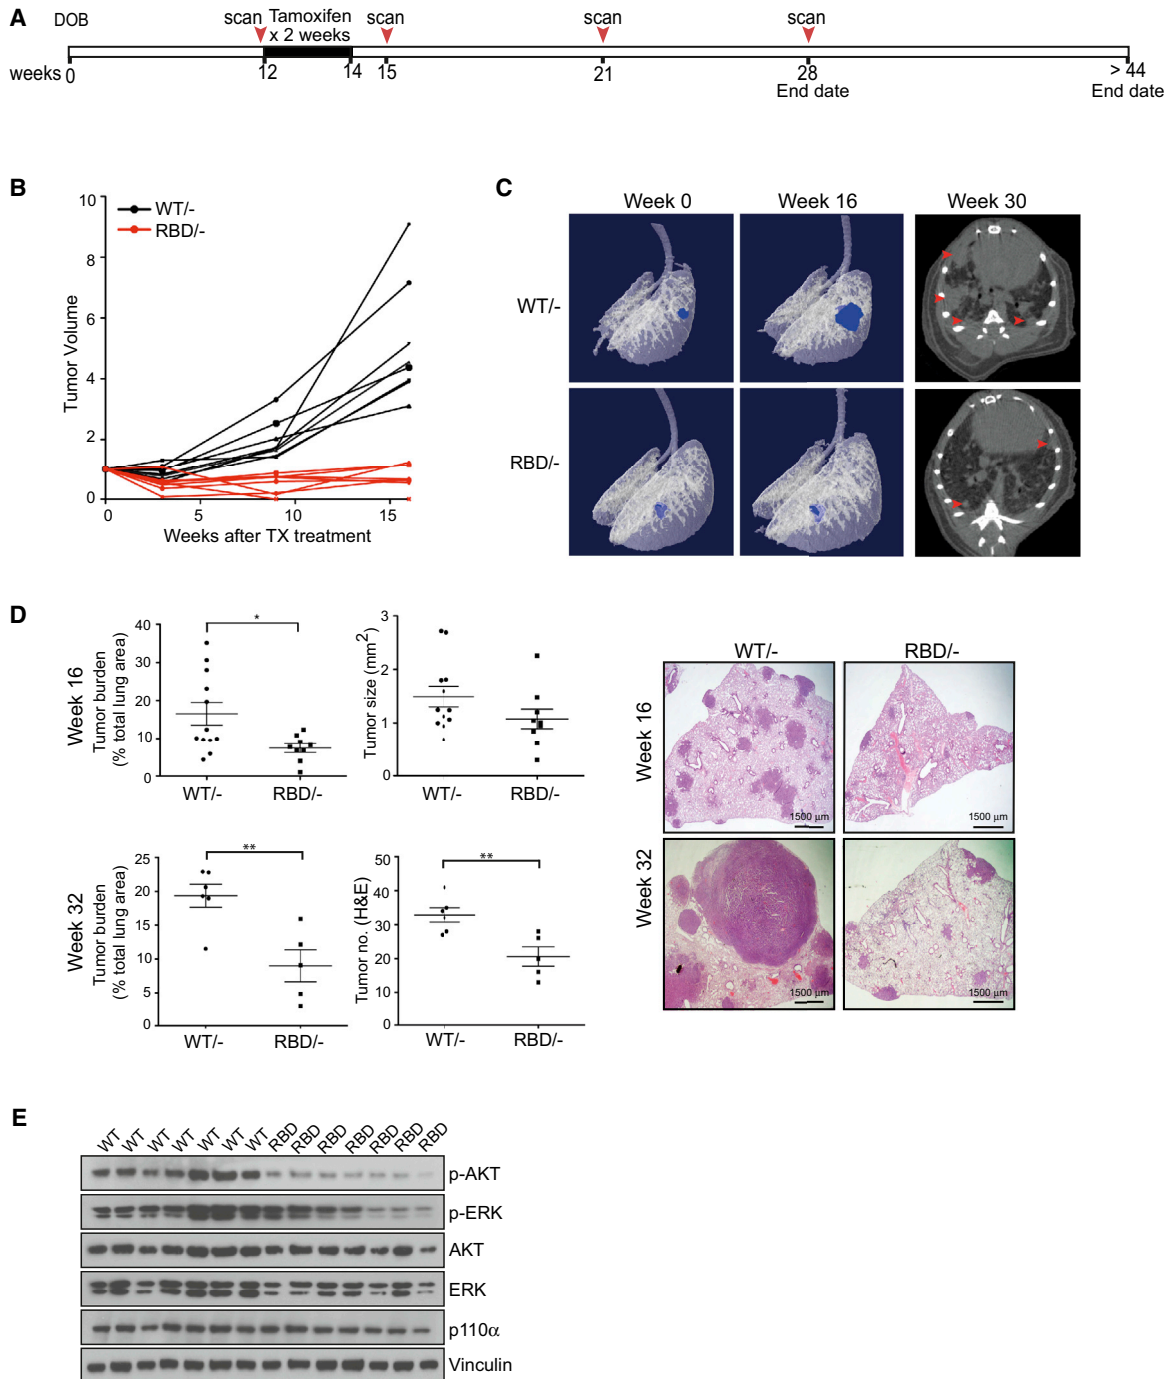 A
DOB
scan
Tamoxifen
x 2 weeks
scan
scan
scan
weeks
0
12
14
15
21
28
> 44
End date
End date
B
10
8
6
4
2
0
Tumor Volume
WT/-
RBD/-
0
5
10
15
Weeks after TX treatment
C
Week 0
Week 16
Week 30
WT/-
RBD/-
D
Week 16
Tumor burden
(% total lung area)
40
30
20
10
0
*
WT/-
RBD/-
Tumor size (mm2)
3
2
1
0
WT/-
RBD/-
Week 32
Tumor burden
(% total lung area)
25
20
15
10
5
0
**
WT/-
RBD/-
Tumor no. (H&E)
50
40
30
20
10
0
**
WT/-
RBD/-
WT/-
RBD/-
Week 16
1500 µm
1500 µm
Week 32
1500 µm
1500 µm
E
WT WT WT WT WT WT WT RBD RBD RBD RBD RBD RBD RBD
p-AKT
p-ERK
AKT
ERK
p110α
Vinculin